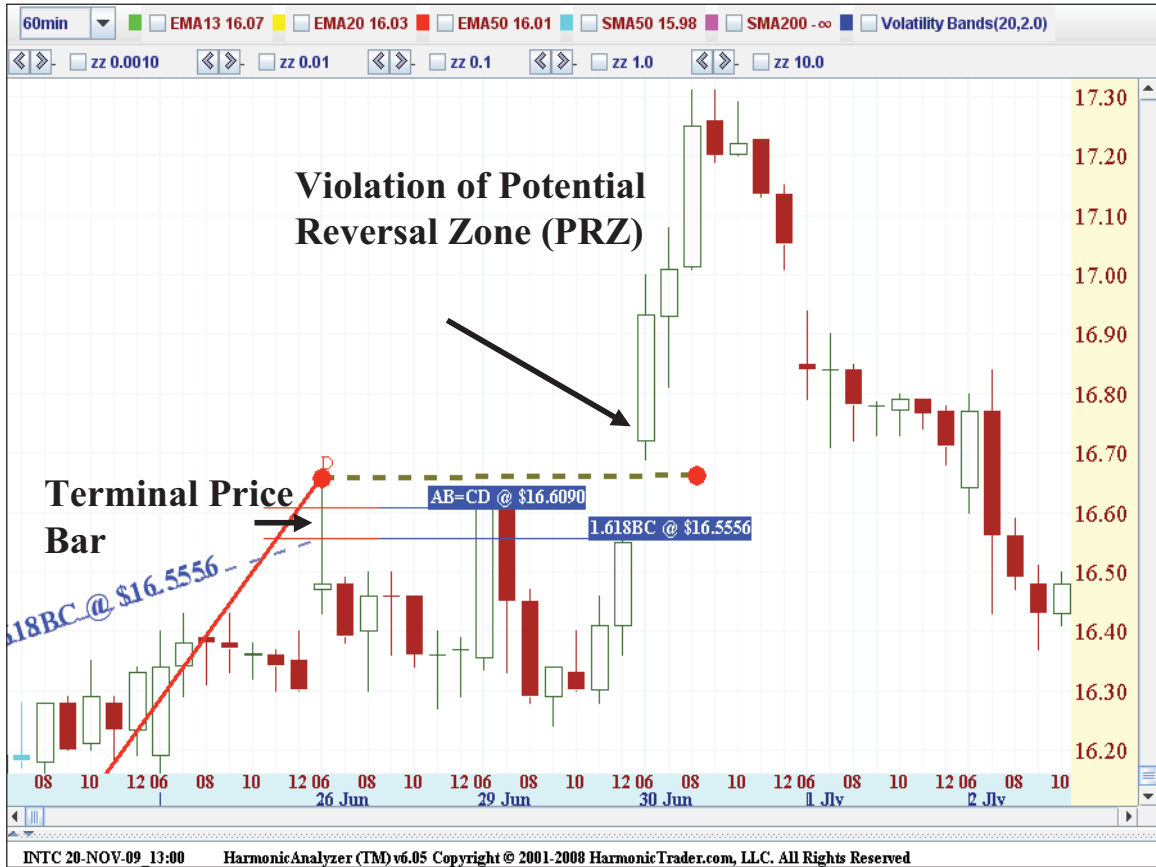 60min EMA13 16.07 EMA20 16.03 EMA50 16.01 SMA50 15.98 SMA200 -∞ Volatility Bands(20,2.0)
zz 0.0010 zz 0.01 zz 0.1 zz 1.0 zz 10.0
17.30
17.20
Violation of Potential
Reversal Zone (PRZ)
17.10
17.00
16.90
16.80
16.70
D
Terminal Price
Bar
AB=CD @ $16.6090
16.60
1.618BC @ $16.5556
.618BC @ $16.5556
16.50
16.40
16.30
16.20
08 10 12 06 08 10 12 06 08 10 12 06 08 10 12 06 08 10 12 06 08 10 12 06 08 10
26 Jun 29 Jun 30 Jun 1 Jly 2 Jly
INTC 20-NOV-09_13:00 HarmonicAnalyzer (TM) v6.05 Copyright © 2001-2008 HarmonicTrader.com, LLC. All Rights Reserved